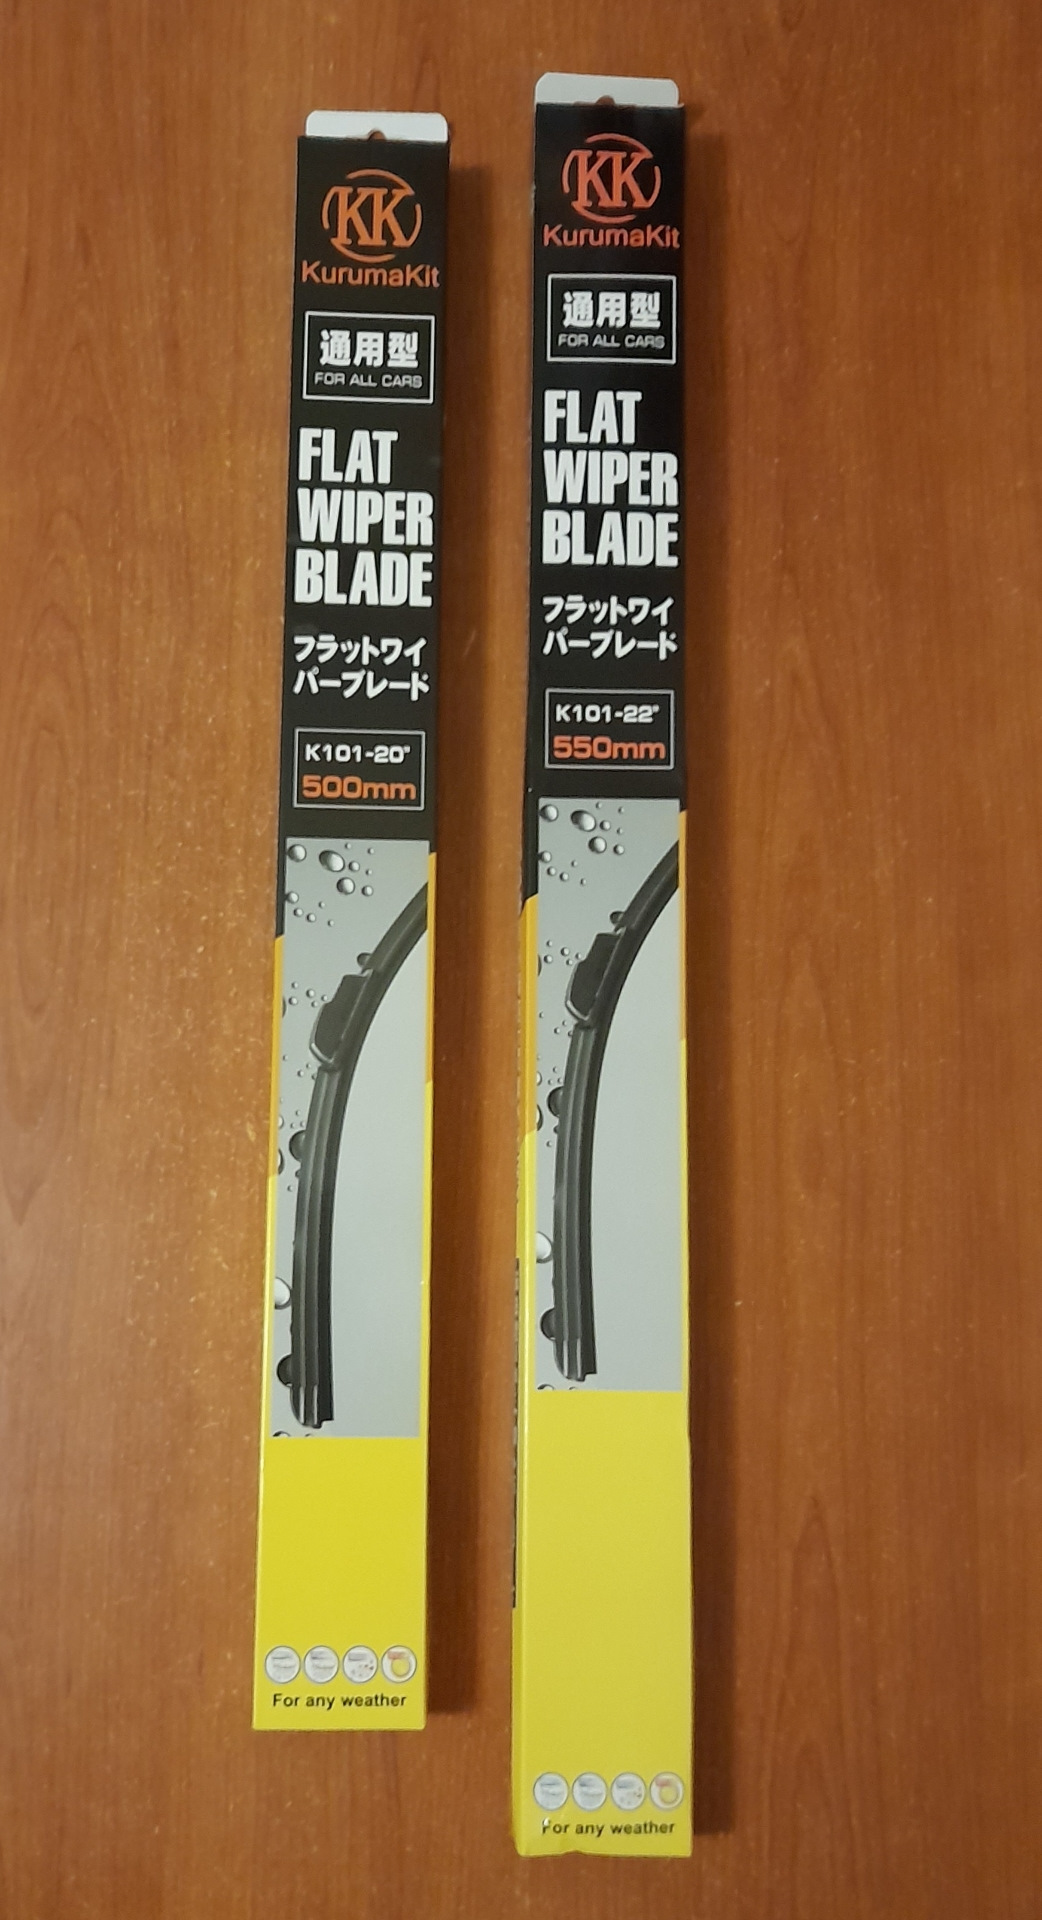 KK
KurumaKit
通用型
FOR ALL CARS
FLAT
WIPER
BLADE
フラットワイ
パーブレード
K101-20"
500mm
For any weather
KK
KurumaKit
通用型
FOR ALL CARS
FLAT
WIPER
BLADE
フラットワイ
パーブレード
K101-22"
550mm
For any weather